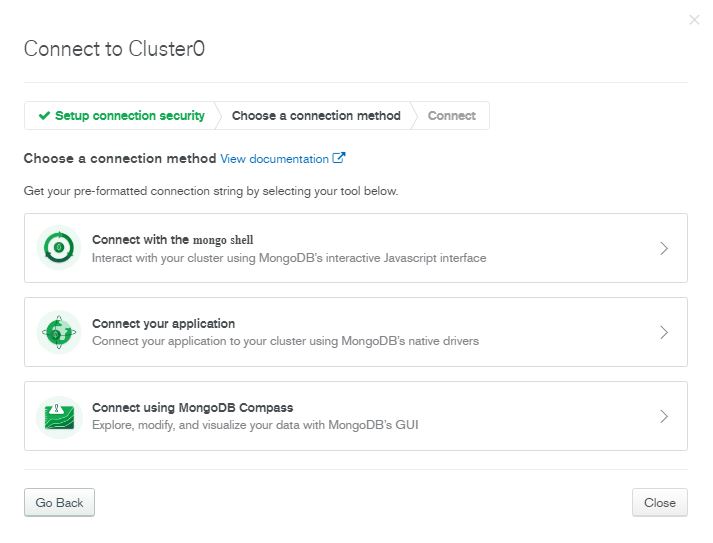 ×
Connect to Cluster0
✔ Setup connection security
Choose a connection method
Connect
Choose a connection method View documentation
Get your pre-formatted connection string by selecting your tool below.
Connect with the mongo shell
Interact with your cluster using MongoDB's interactive Javascript interface
Connect your application
Connect your application to your cluster using MongoDB's native drivers
Connect using MongoDB Compass
Explore, modify, and visualize your data with MongoDB's GUI
Go Back
Close